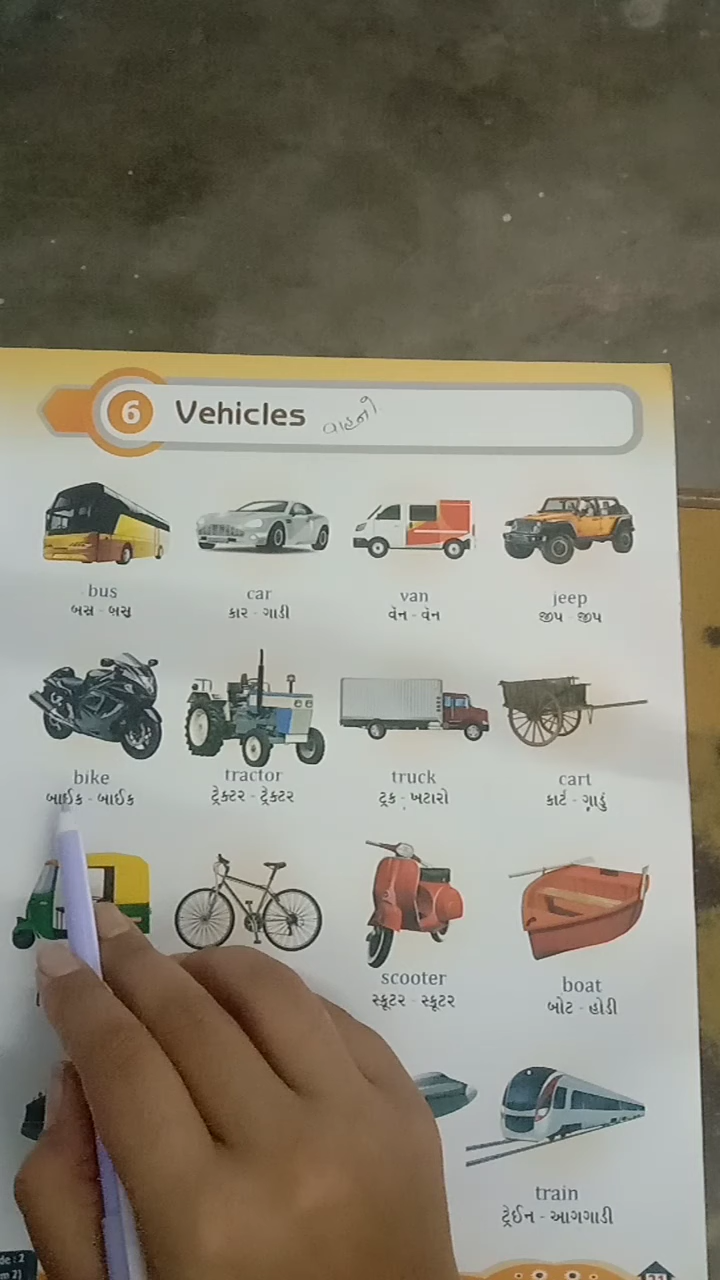 6 Vehicles વાહનો
bus
બસ - બસ
car
કાર - ગાડી
van
વૅન - વૅન
jeep
જીપ - જીપ
bike
બાઈક - બાઈક
tractor
ટ્રેક્ટર - ટ્રેક્ટર
truck
ટ્રક - ખટારો
cart
કાર્ટ - ગાડું
scooter
સ્કૂટર - સ્કૂટર
boat
બોટ - હોડી
train
ટ્રેઈન - આગગાડી